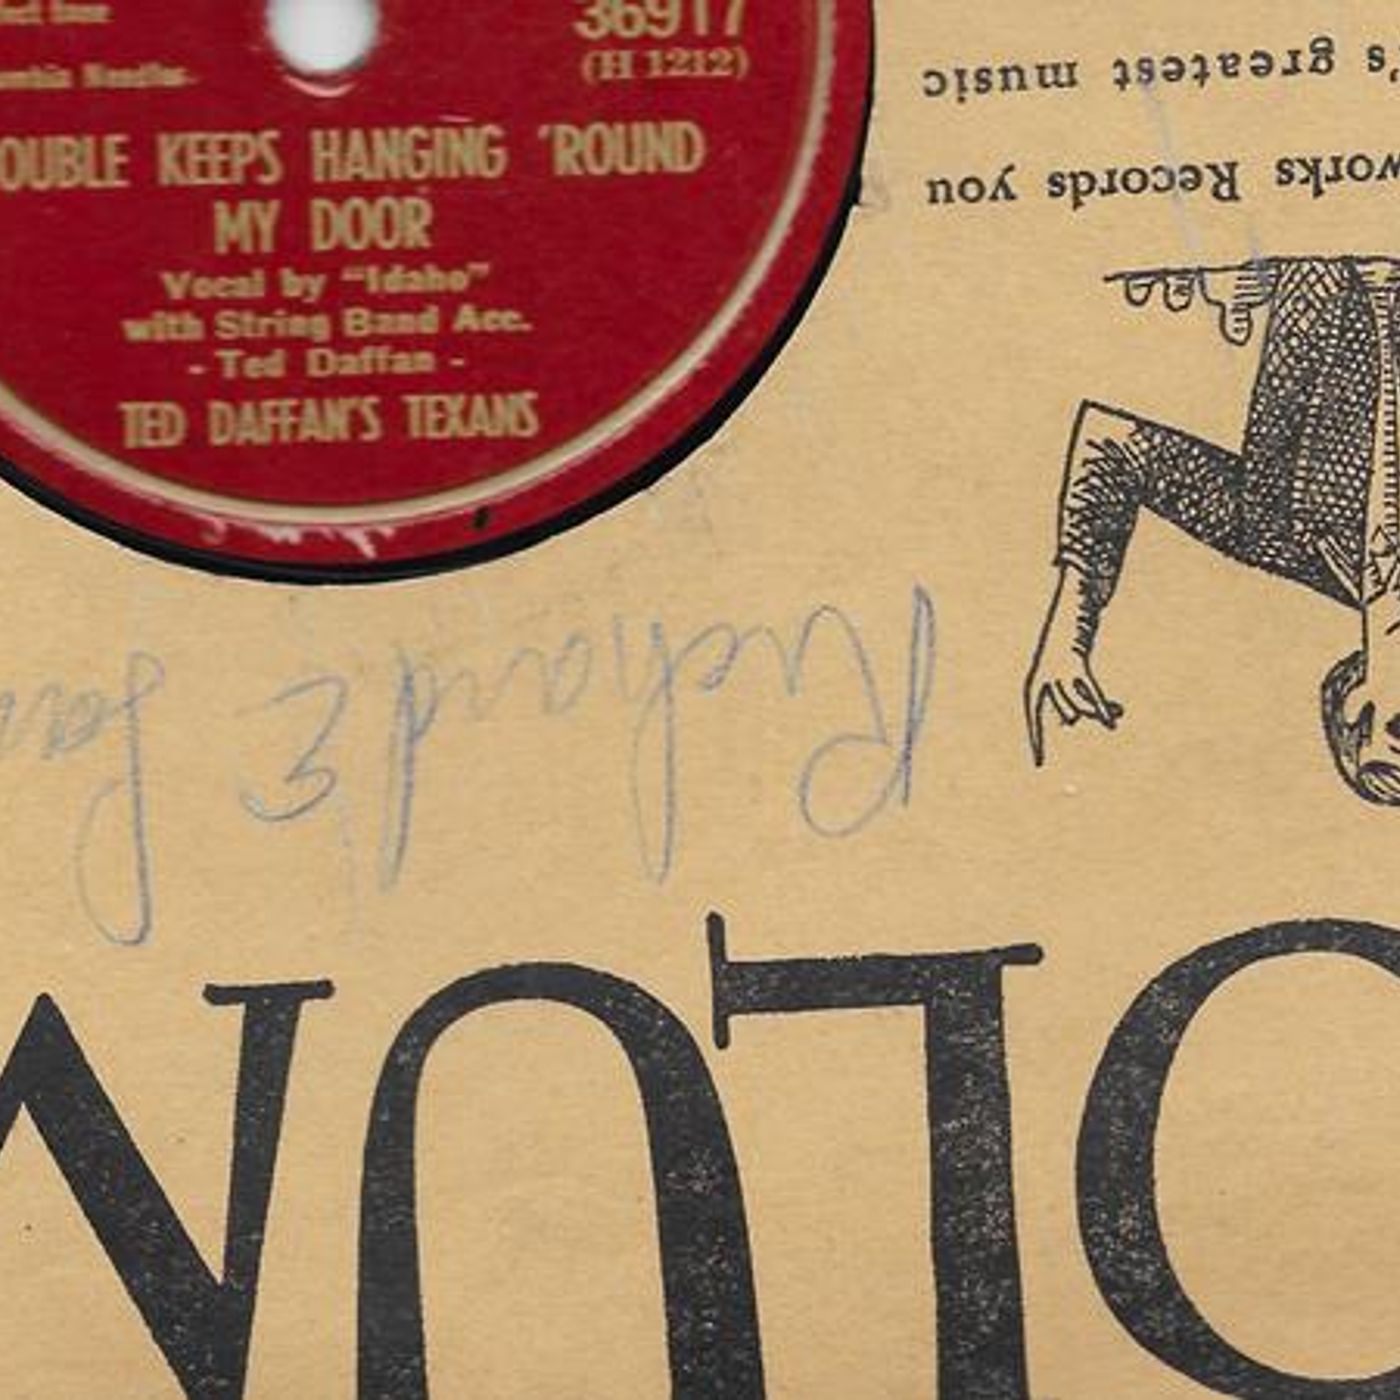 36917
(H 1212)
OUBLE KEEPS HANGING 'ROUND
MY DOOR
Vocal by "Idaho"
with String Band Acc.
- Ted Daffan -
TED DAFFAN'S TEXANS
OLUM
Richard E
works Records you
's greatest music